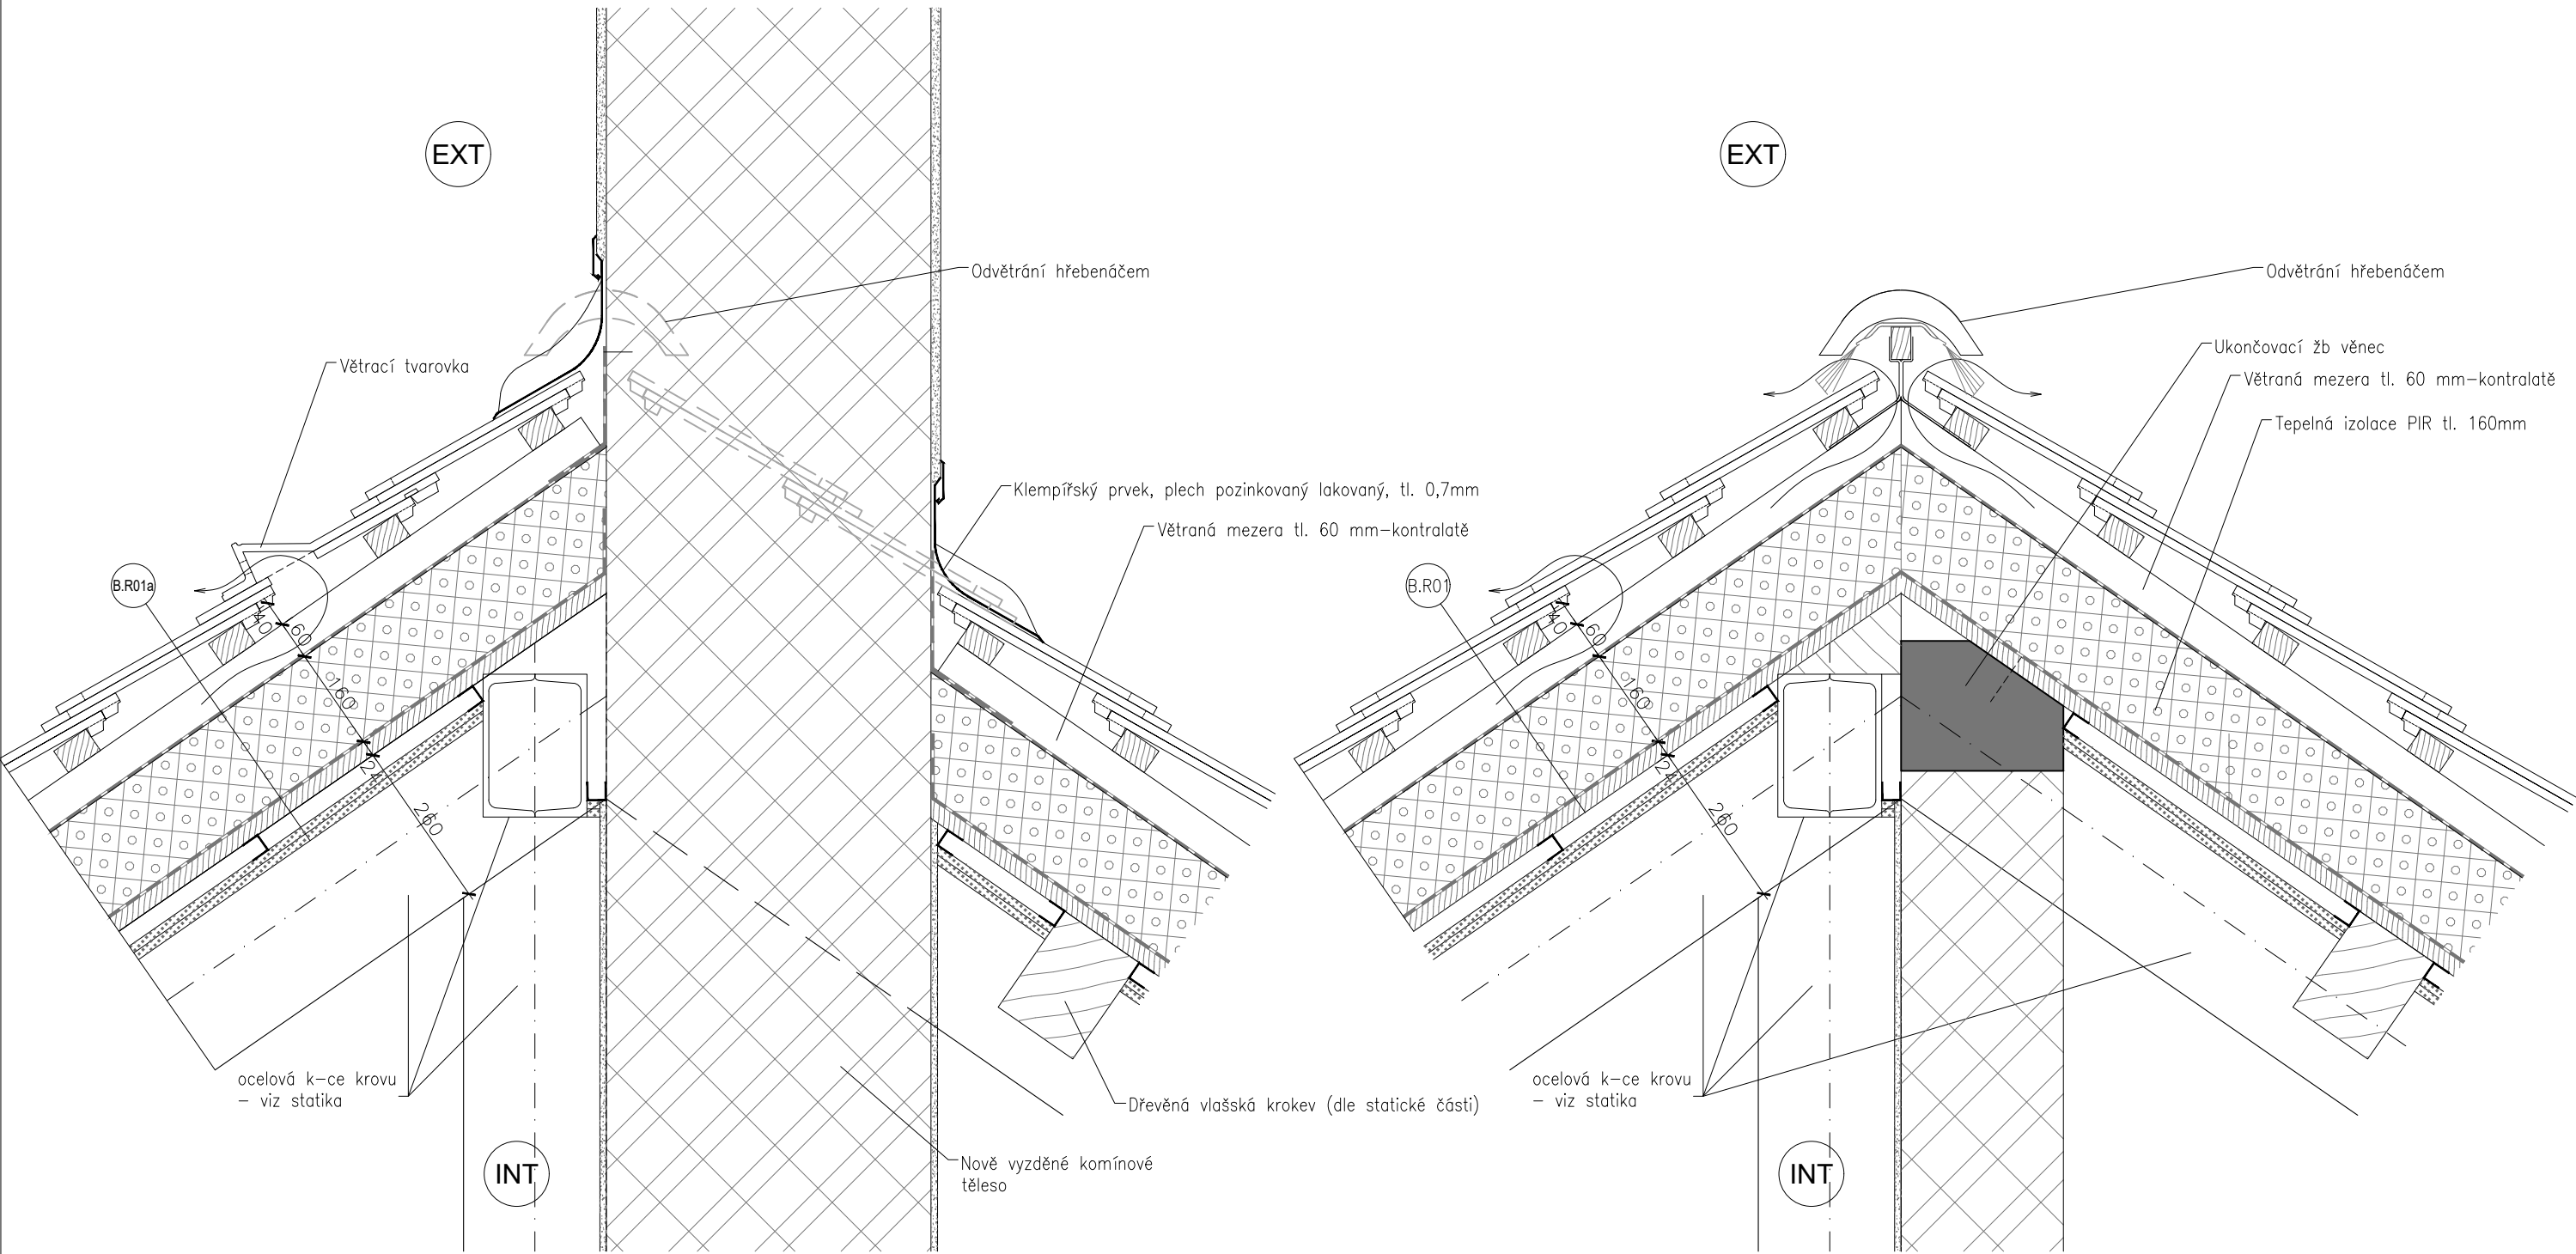 EXT
Odvětrání hřebenáčem
Větrací tvarovka
Klempířský prvek, plech pozinkovaný lakovaný, tl. 0,7mm
Větraná mezera tl. 60 mm-kontralatě
B.R01a
40
60
160
24
260
ocelová k-ce krovu
- viz statika
Dřevěná vlašská krokev (dle statické části)
Nově vyzděné komínové
těleso
INT
EXT
Odvětrání hřebenáčem
Ukončovací žb věnec
Větraná mezera tl. 60 mm-kontralatě
Tepelná izolace PIR tl. 160mm
B.R01
40
60
160
24
260
ocelová k-ce krovu
- viz statika
INT